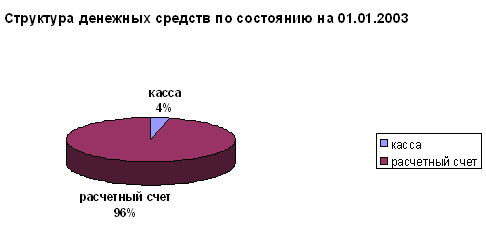 Структура денежных средств по состоянию на 01.01.2003
касса
4%
касса
расчетный счет
расчетный счет
96%